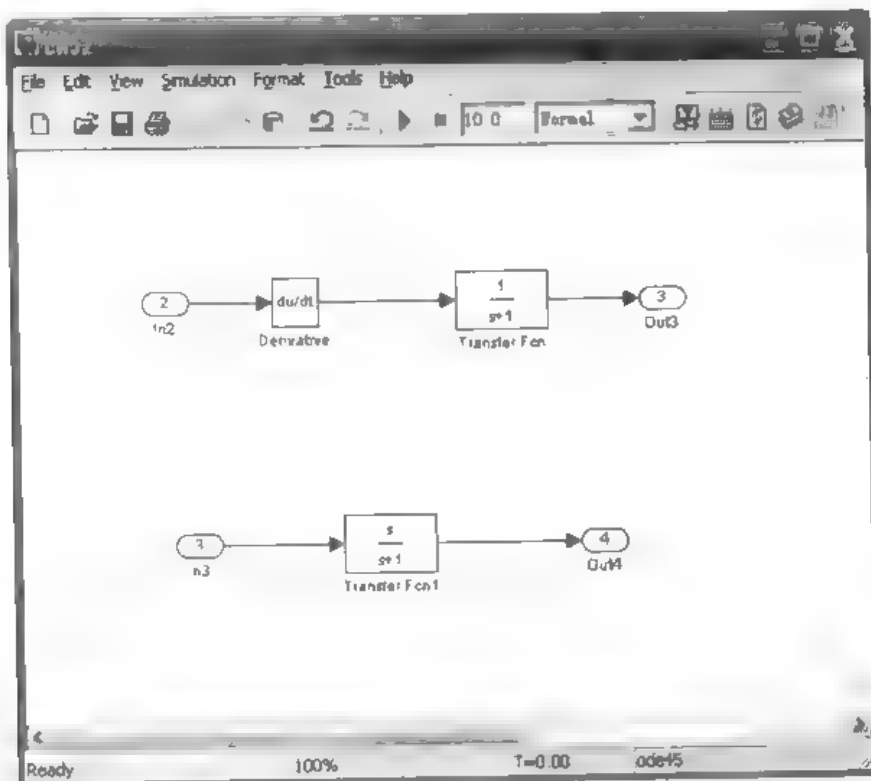 File Edit View Simulation Format Tools Help
10.0 Normal
2 du/dt 1 3
s+1
In2 Derivative Transfer Fcn Out3
3 s 4
s+1
In3 Transfer Fcn1 Out4
Ready 100% T=0.00 ode45